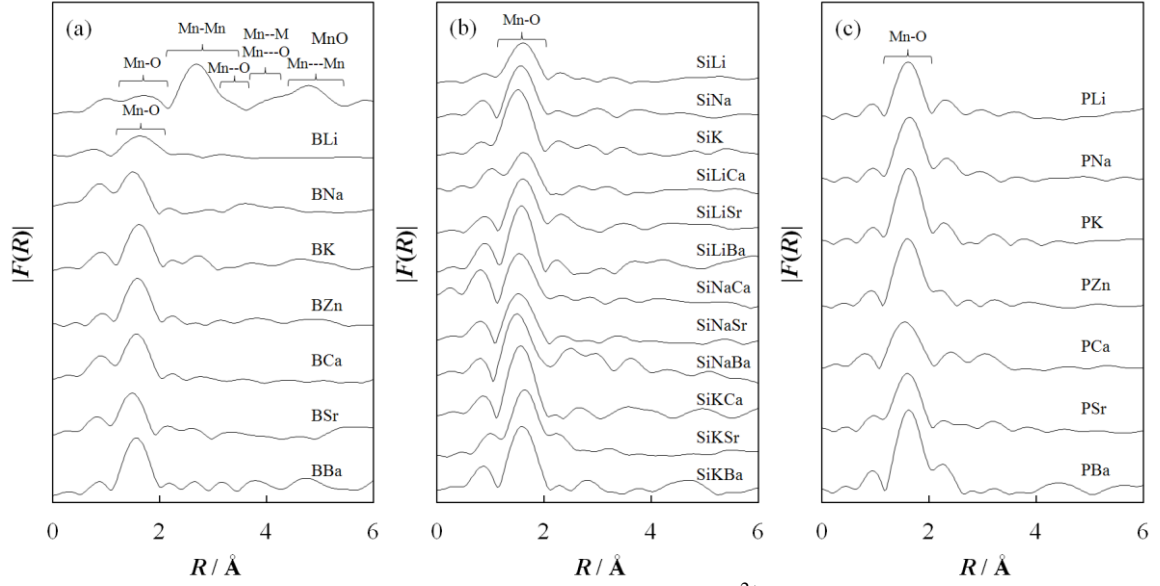 (a)
Mn-Mn
Mn--M
MnO
Mn---O
Mn-O
Mn--O
Mn---Mn
Mn-O
BLi
BNa
BK
BZn
BCa
BSr
BBa
|F(R)|
0 2 4 6
R / Å
(b)
Mn-O
SiLi
SiNa
SiK
SiLiCa
SiLiSr
SiLiBa
SiNaCa
SiNaSr
SiNaBa
SiKCa
SiKSr
SiKBa
|F(R)|
0 2 4 6
R / Å
(c)
Mn-O
PLi
PNa
PK
PZn
PCa
PSr
PBa
|F(R)|
0 2 4 6
R / Å